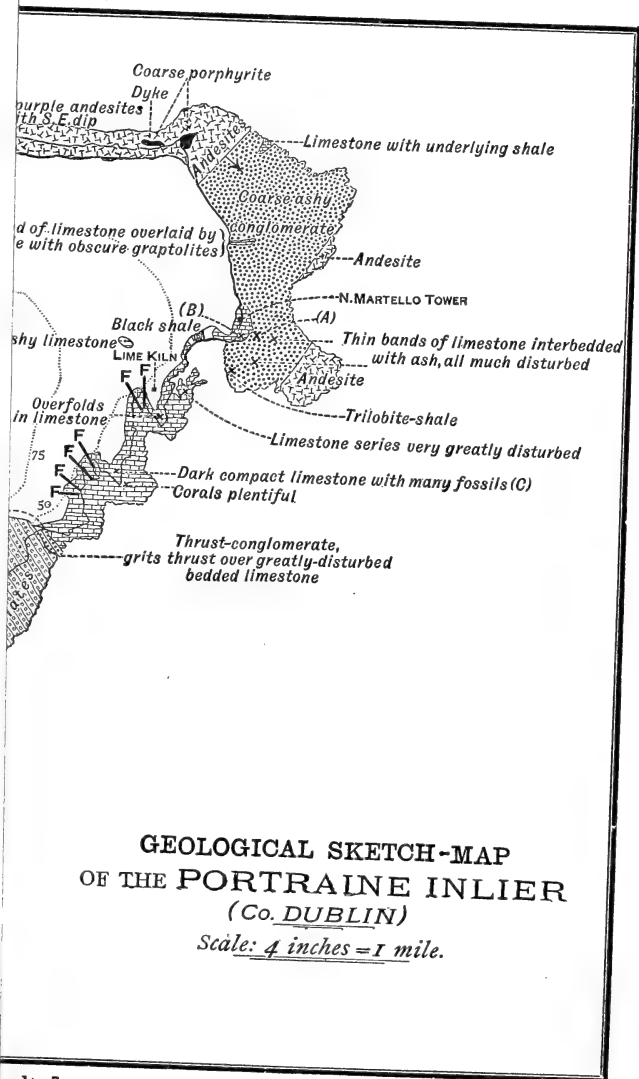 Coarse porphyrite
Dyke
purple andesites
ith S.E. dip
Andesites
Limestone with underlying shale
Coarse ashy
conglomerate
d of limestone overlaid by
e with obscure graptolites
Andesite
N. MARTELLO TOWER
(B)
(A)
Black shale
shy limestone
LIME KILN
Thin bands of limestone interbedded
with ash, all much disturbed
Andesite
F F
Overfolds
in limestone
Trilobite-shale
Limestone series very greatly disturbed
F
75
F
F
Dark compact limestone with many fossils (C)
F
Corals plentiful
50
Thrust-conglomerate,
grits thrust over greatly-disturbed
bedded limestone
GEOLOGICAL SKETCH-MAP
OF THE PORTRAINE INLIER
(Co. DUBLIN)
Scale: 4 inches = 1 mile.